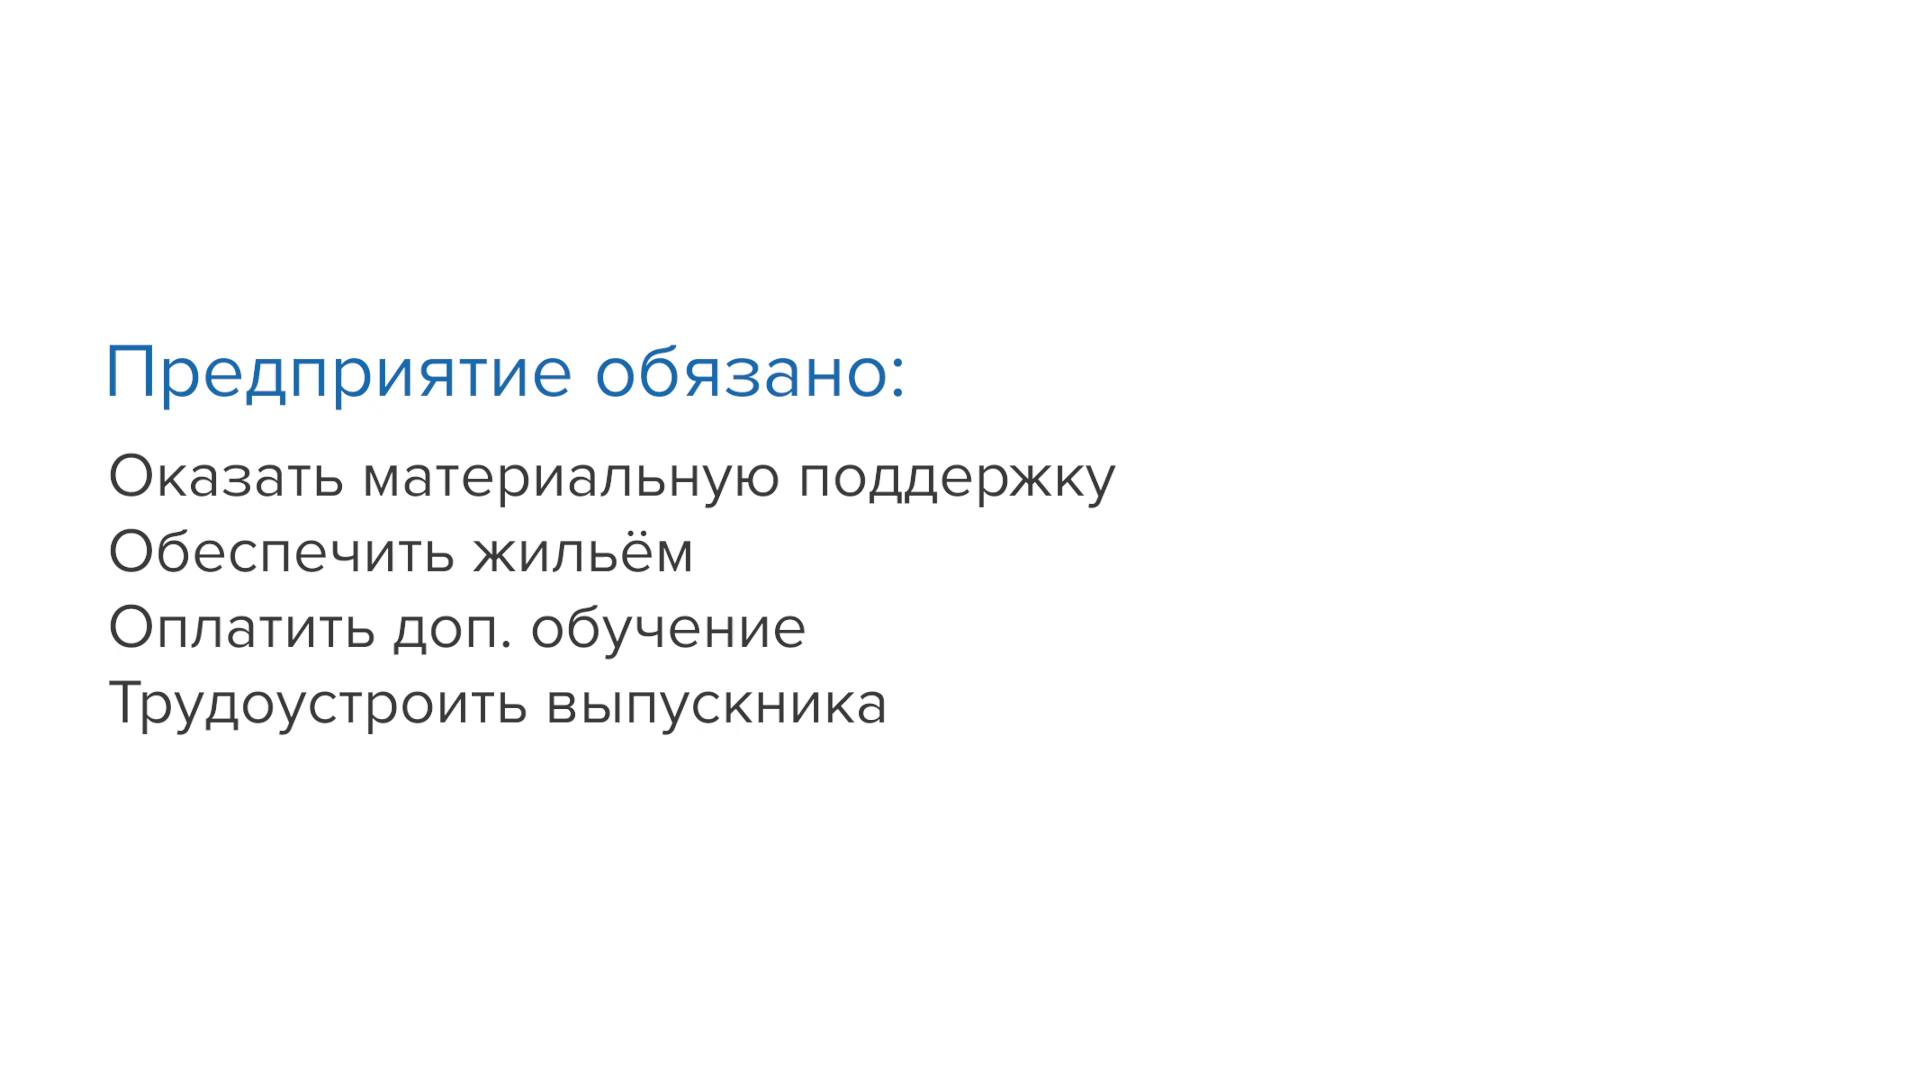 Предприятие обязано:
Оказать материальную поддержку
Обеспечить жильём
Оплатить доп. обучение
Трудоустроить выпускника